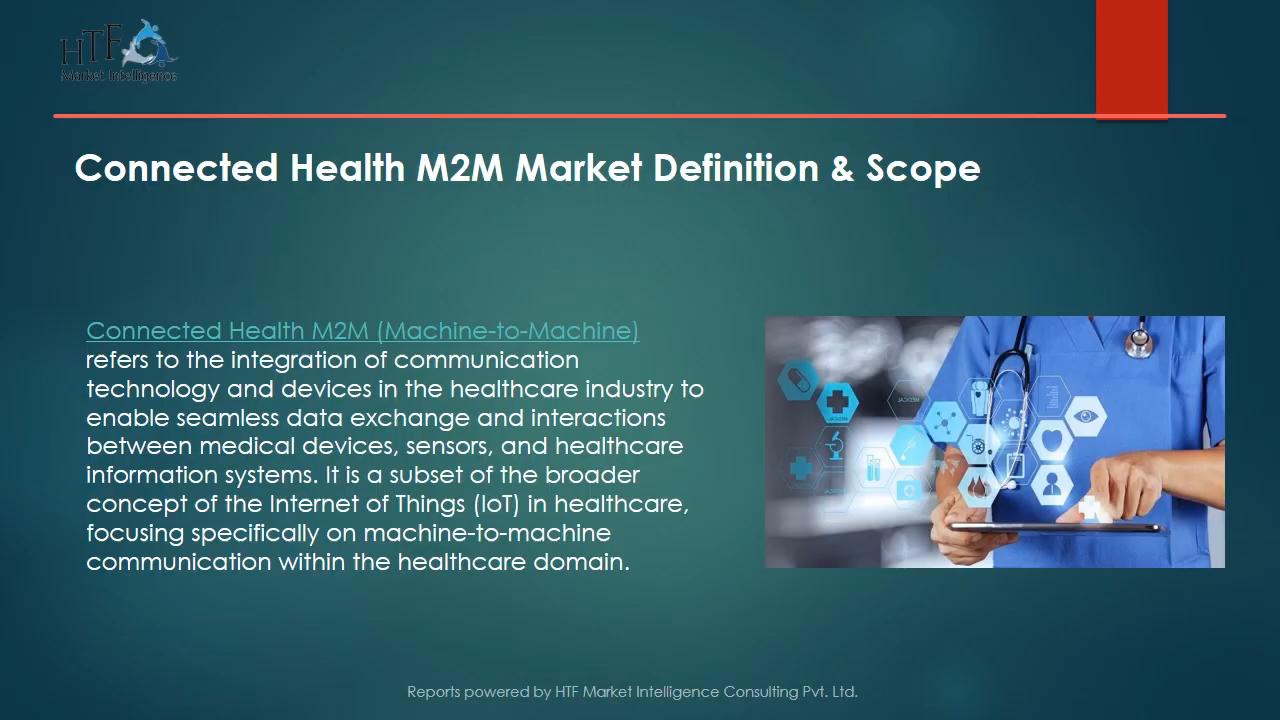 HTF
Market Intelligence
Connected Health M2M Market Definition & Scope
Connected Health M2M (Machine-to-Machine)
refers to the integration of communication
technology and devices in the healthcare industry to
enable seamless data exchange and interactions
between medical devices, sensors, and healthcare
information systems. It is a subset of the broader
concept of the Internet of Things (IoT) in healthcare,
focusing specifically on machine-to-machine
communication within the healthcare domain.
MEDICAL
MEDICAL
Reports powered by HTF Market Intelligence Consulting Pvt. Ltd.